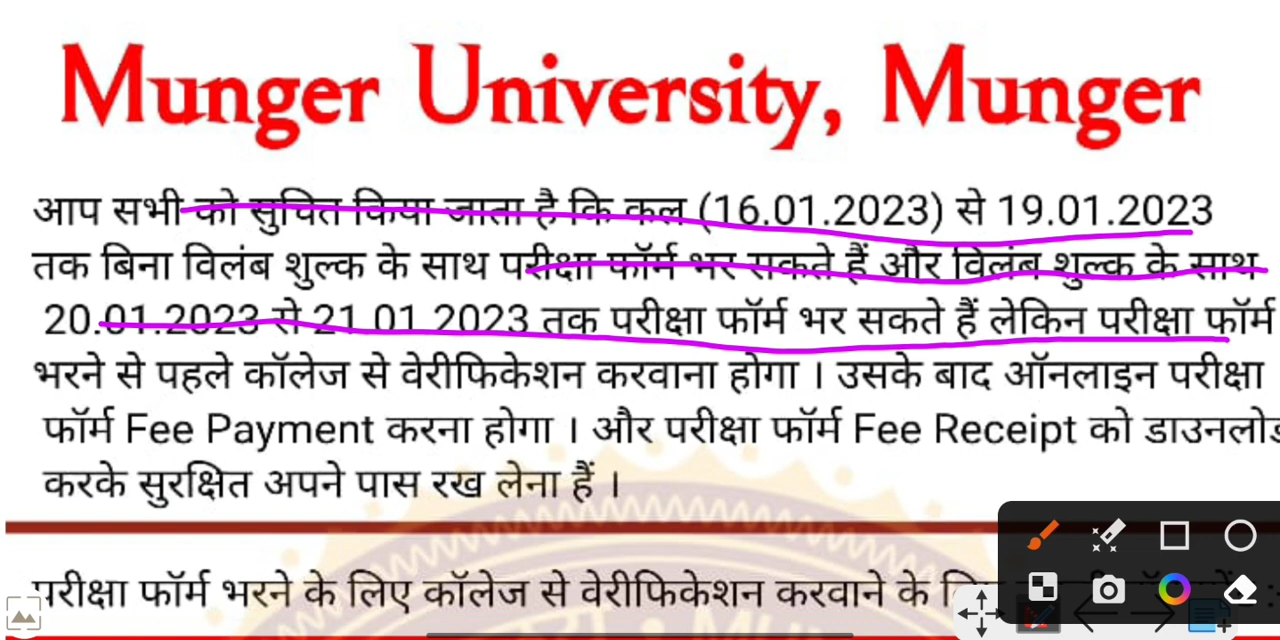 Munger University, Munger
आप सभी को सुचित किया जाता है कि कल (16.01.2023) से 19.01.2023
तक बिना विलंब शुल्क के साथ परीक्षा फॉर्म भर सकते हैं और विलंब शुल्क के साथ
20.01.2023 से 21.01.2023 तक परीक्षा फॉर्म भर सकते हैं लेकिन परीक्षा फॉर्म
भरने से पहले कॉलेज से वेरीफिकेशन करवाना होगा । उसके बाद ऑनलाइन परीक्षा
फॉर्म Fee Payment करना होगा । और परीक्षा फॉर्म Fee Receipt को डाउनलोड
करके सुरक्षित अपने पास रख लेना हैं ।
परीक्षा फॉर्म भरने के लिए कॉलेज से वेरीफिकेशन करवाने के